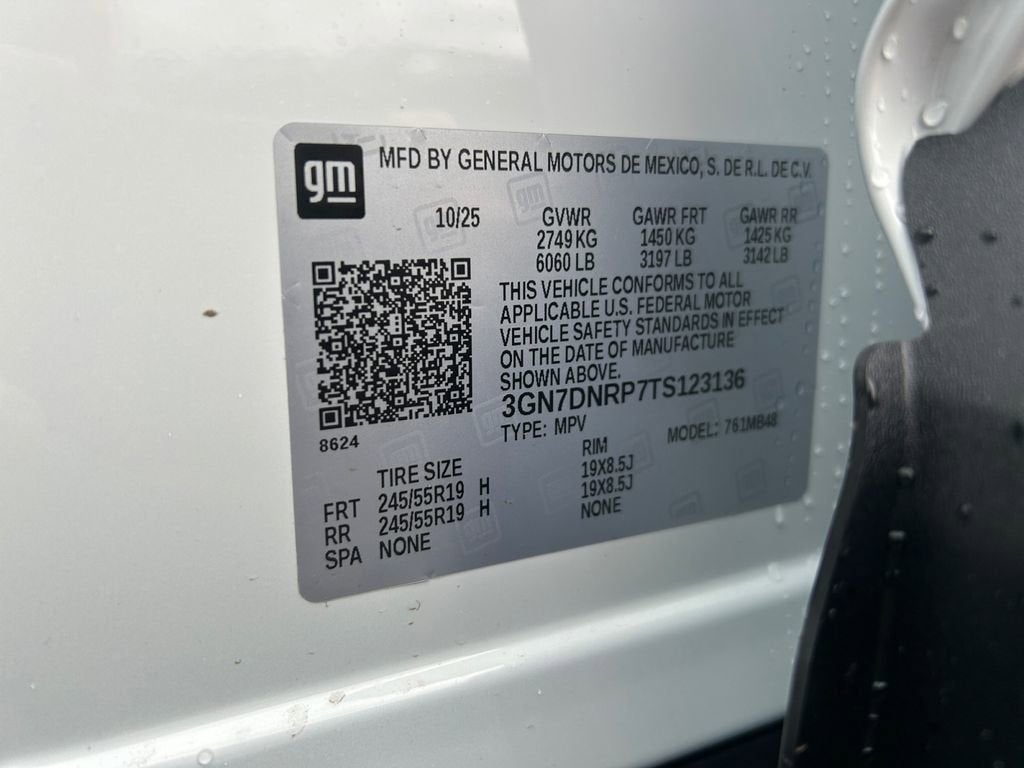 gm
MFD BY GENERAL MOTORS DE MEXICO, S. DE R.L. DE C.V.
10/25 GVWR GAWR FRT GAWR RR
2749 KG 1450 KG 1425 KG
6060 LB 3197 LB 3142 LB
THIS VEHICLE CONFORMS TO ALL
APPLICABLE U.S. FEDERAL MOTOR
VEHICLE SAFETY STANDARDS IN EFFECT
ON THE DATE OF MANUFACTURE
SHOWN ABOVE.
3GN7DNRP7TS123136
8624
TYPE: MPV MODEL: 761MB48
TIRE SIZE RIM
FRT 245/55R19 H 19X8.5J
RR 245/55R19 H 19X8.5J
SPA NONE NONE